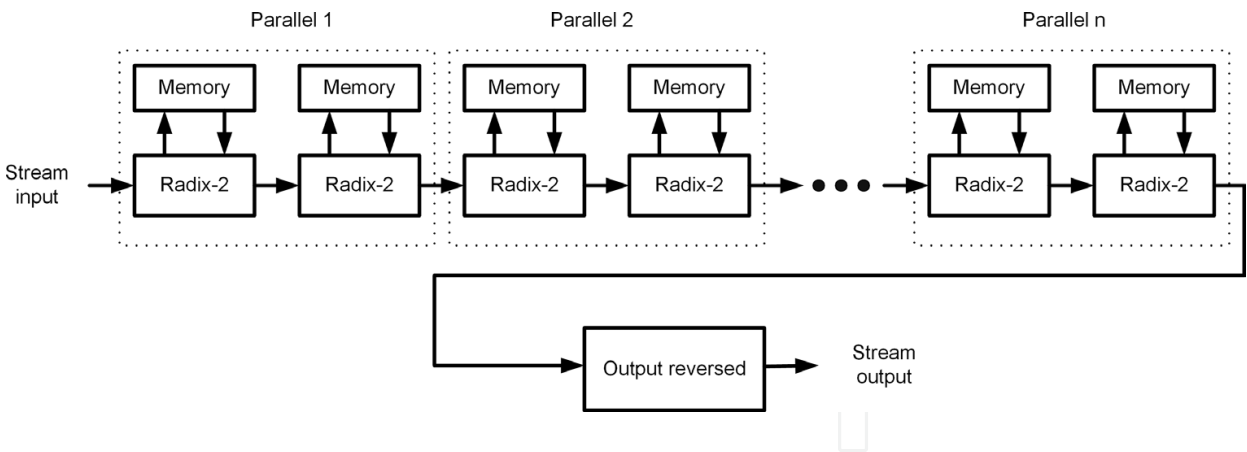 Parallel 1
Parallel 2
Parallel n
Memory
Memory
Memory
Memory
Memory
Memory
Stream
input
Radix-2
Radix-2
Radix-2
Radix-2
Radix-2
Radix-2
Output reversed
Stream
output